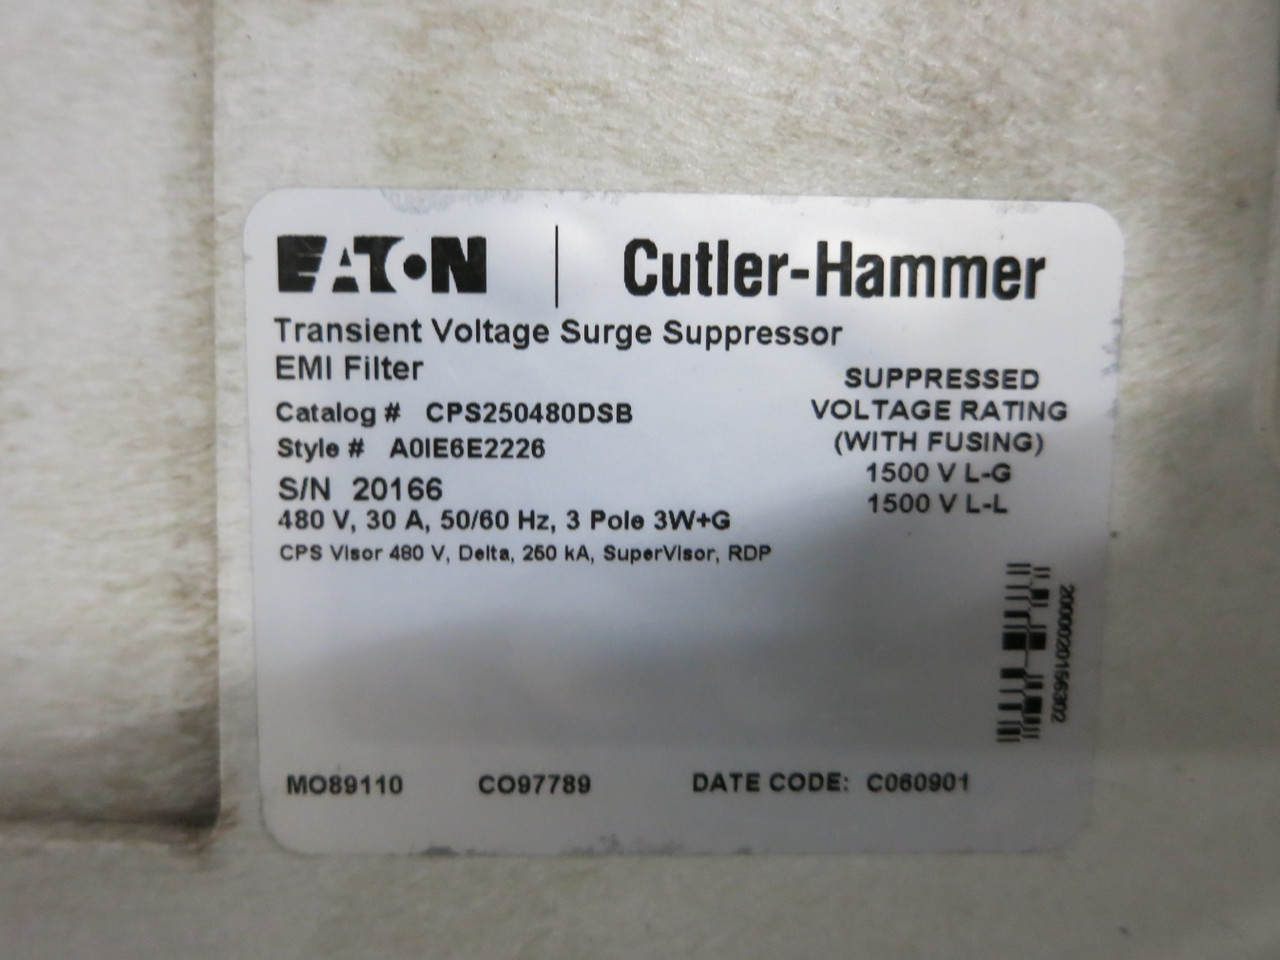 EATON | Cutler-Hammer
Transient Voltage Surge Suppressor
EMI Filter
Catalog # CPS250480DSB
Style # A0IE6E2226
S/N 20166
480 V, 30 A, 50/60 Hz, 3 Pole 3W+G
CPS Visor 480 V, Delta, 250 kA, SuperVisor, RDP
SUPPRESSED
VOLTAGE RATING
(WITH FUSING)
1500 V L-G
1500 V L-L
2000020166302
MO89110 CO97789 DATE CODE: C060901